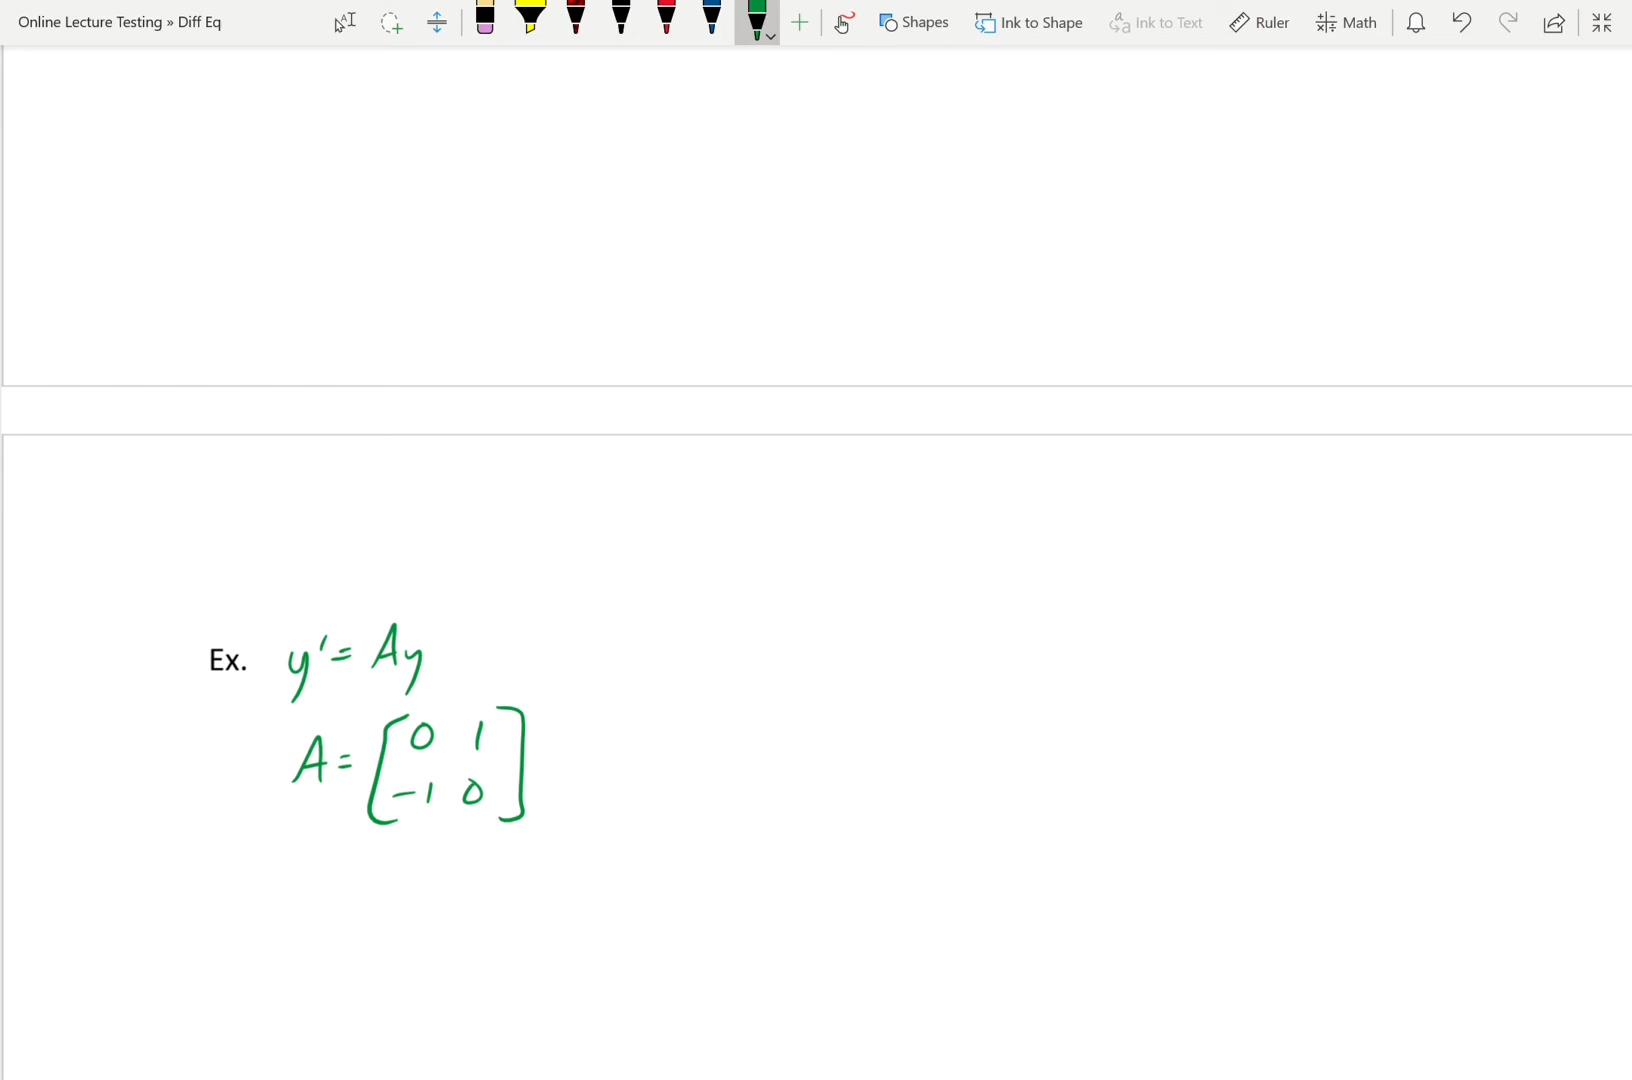 Online Lecture Testing » Diff Eq
Shapes
Ink to Shape
Ink to Text
Ruler
Math
Ex. y' = Ay
A = [0 1
-1 0]